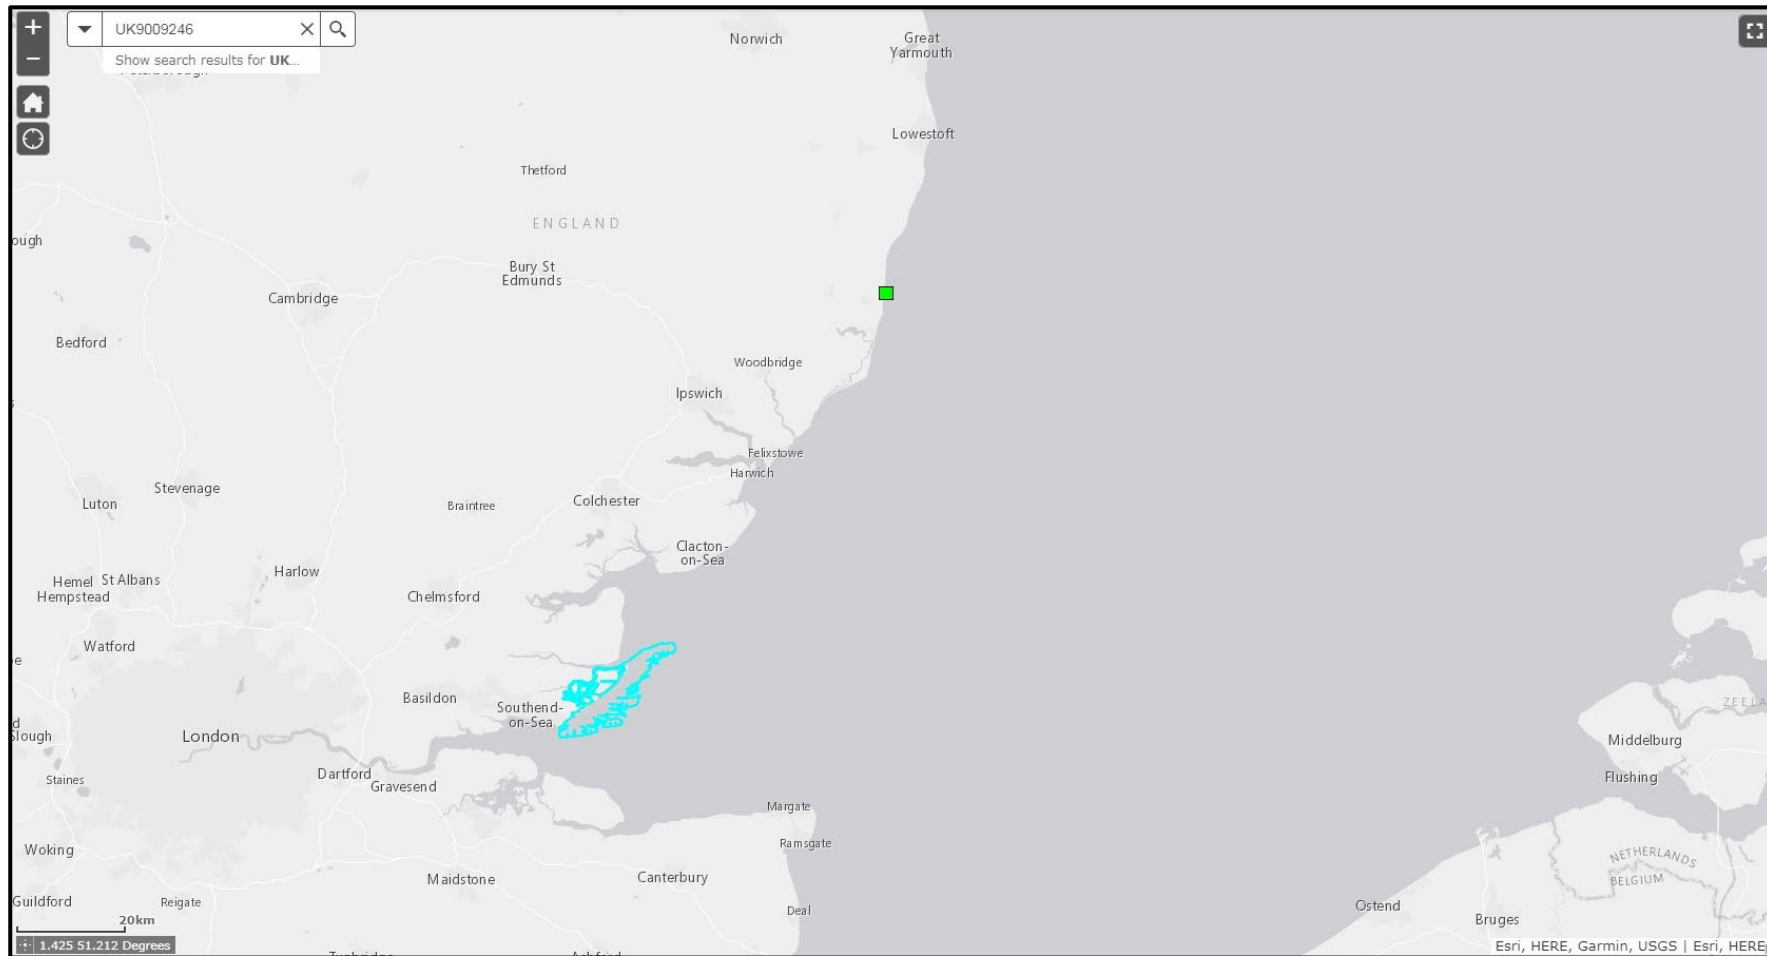 +
UK9009246
Show search results for UK...
−
Norwich
Great
Yarmouth
Lowestoft
Thetford
ENGLAND
Bury St
Edmunds
Cambridge
Bedford
Woodbridge
Ipswich
Felixstowe
Harwich
Stevenage
Luton
Braintree
Colchester
Clacton-
on-Sea
Harlow
Hemel
Hempstead
St Albans
Chelmsford
Watford
Basildon
Southend-
on-Sea
London
Slough
Staines
Dartford
Gravesend
Margate
Ramsgate
Woking
Maidstone
Canterbury
Guildford
Reigate
Deal
ZEELA
Middelburg
Flushing
NETHERLANDS
BELGIUM
Ostend
Bruges
20km
1.425 51.212 Degrees
Esri, HERE, Garmin, USGS | Esri, HERE